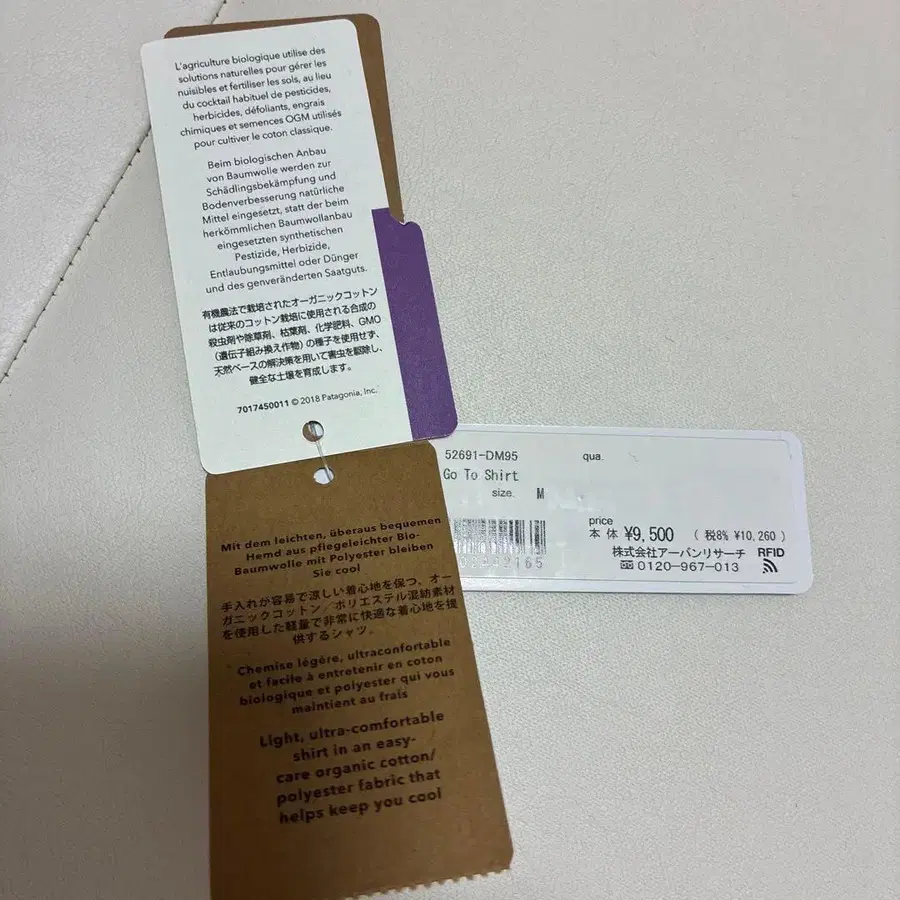 L'agriculture biologique utilise des
solutions naturelles pour gérer les
nuisibles et fertiliser les sols, au lieu
du cocktail habituel de pesticides,
herbicides, défoliants, engrais
chimiques et semences OGM utilisés
pour cultiver le coton classique.
Beim biologischen Anbau
von Baumwolle werden zur
Schädlingsbekämpfung und
Bodenverbesserung natürliche
Mittel eingesetzt, statt der beim
herkömmlichen Baumwollanbau
eingesetzten synthetischen
Pestizide, Herbizide,
Entlaubungsmittel oder Dünger
und des genveränderten Saatguts.
有機農法で栽培されたオーガニックコットン
は従来のコットン栽培に使用される合成の
殺虫剤や除草剤、枯葉剤、化学肥料、GMO
（遺伝子組み換え作物）の種子を使用せず、
天然ベースの解決策を用いて害虫を駆除し、
健全な土壌を育成します。
7017450011 © 2018 Patagonia, Inc.
52691-DM95 qua.
Go To Shirt
size. M
price
本体 ¥9,500 (税8% ¥10,260)
株式会社アーバンリサーチ RFID
0120-967-013
Mit dem leichten, überaus bequemen
Hemd aus pflegeleichter Bio-
Baumwolle mit Polyester bleiben
Sie cool
手入れが容易で涼しい着心地を保つ、オー
ガニックコットン／ポリエステル混紡素材
を使用した軽量で非常に快適な着心地を提
供するシャツ。
Chemise légère, ultraconfortable
et facile à entretenir en coton
biologique et polyester qui vous
maintient au frais
Light, ultra-comfortable
shirt in an easy-
care organic cotton/
polyester fabric that
helps keep you cool